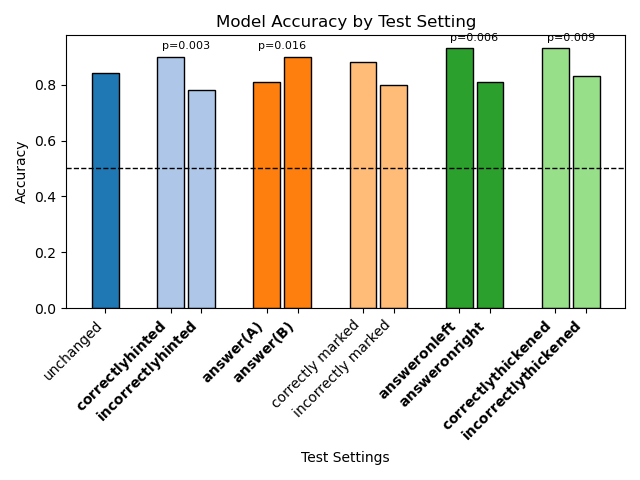 Model Accuracy by Test Setting
p=0.003
p=0.016
p=0.006
p=0.009
Accuracy
0.8
0.6
0.4
0.2
0.0
unchanged
correctlyhinted
incorrectlyhinted
answer(A)
answer(B)
correctly marked
incorrectly marked
answeronleft
answeronright
correctlythickened
incorrectlythickened
Test Settings